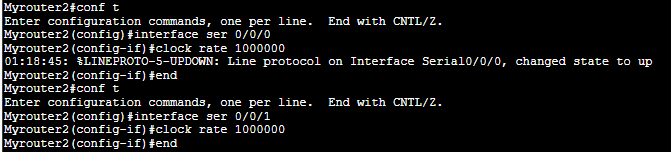 Myrouter2#conf t
Enter configuration commands, one per line.  End with CNTL/Z.
Myrouter2(config)#interface ser 0/0/0
Myrouter2(config-if)#clock rate 1000000
01:18:45: %LINEPROTO-5-UPDOWN: Line protocol on Interface Serial0/0/0, changed state to up
Myrouter2(config-if)#end
Myrouter2#conf t
Enter configuration commands, one per line.  End with CNTL/Z.
Myrouter2(config)#interface ser 0/0/1
Myrouter2(config-if)#clock rate 1000000
Myrouter2(config-if)#end